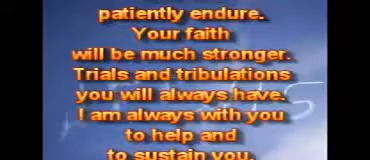 patiently endure.
Your faith
will be much stronger.
Trials and tribulations
you will always have.
I am always with you
to help and
to sustain you.